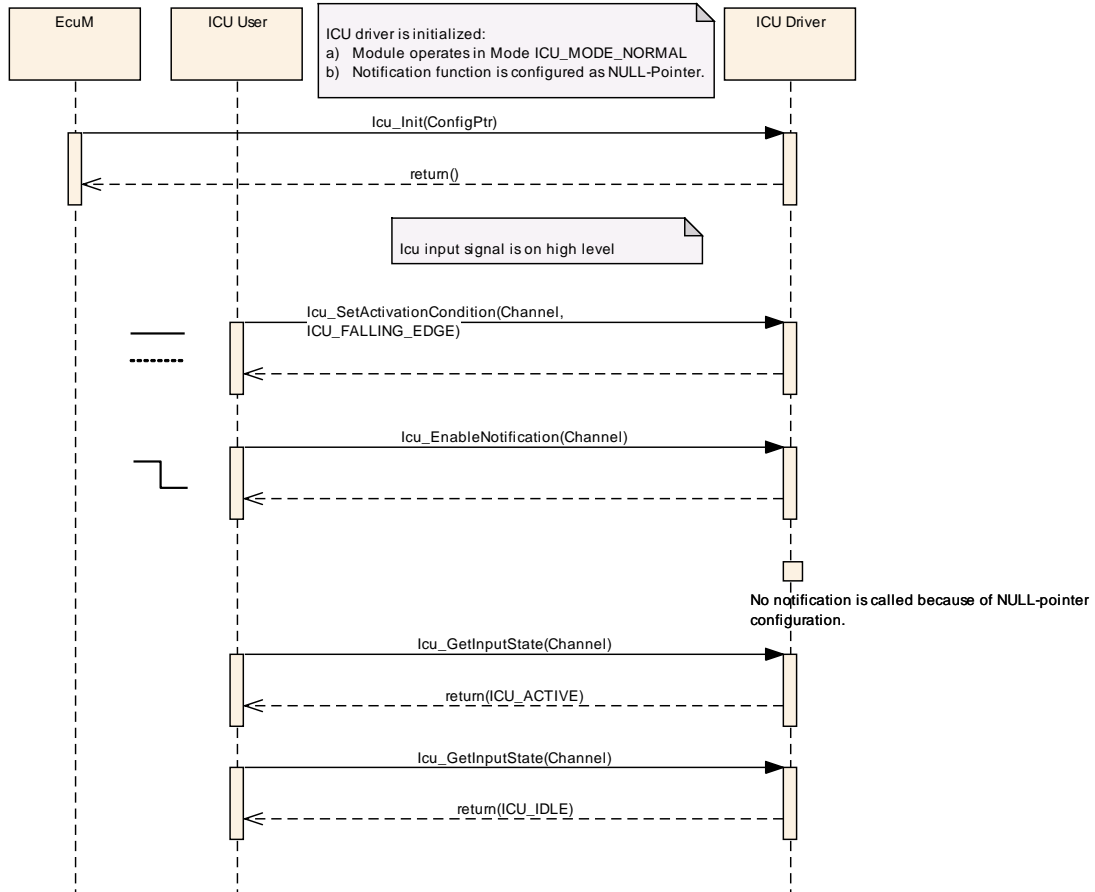 EcuM
ICU User
ICU driver is initialized:
a) Module operates in Mode ICU_MODE_NORMAL
b) Notification function is configured as NULL-Pointer.
ICU Driver
Icu_Init(ConfigPtr)
return()
Icu input signal is on high level
Icu_SetActivationCondition(Channel,
ICU_FALLING_EDGE)
Icu_EnableNotification(Channel)
No notification is called because of NULL-pointer
configuration.
Icu_GetInputState(Channel)
return(ICU_ACTIVE)
Icu_GetInputState(Channel)
return(ICU_IDLE)